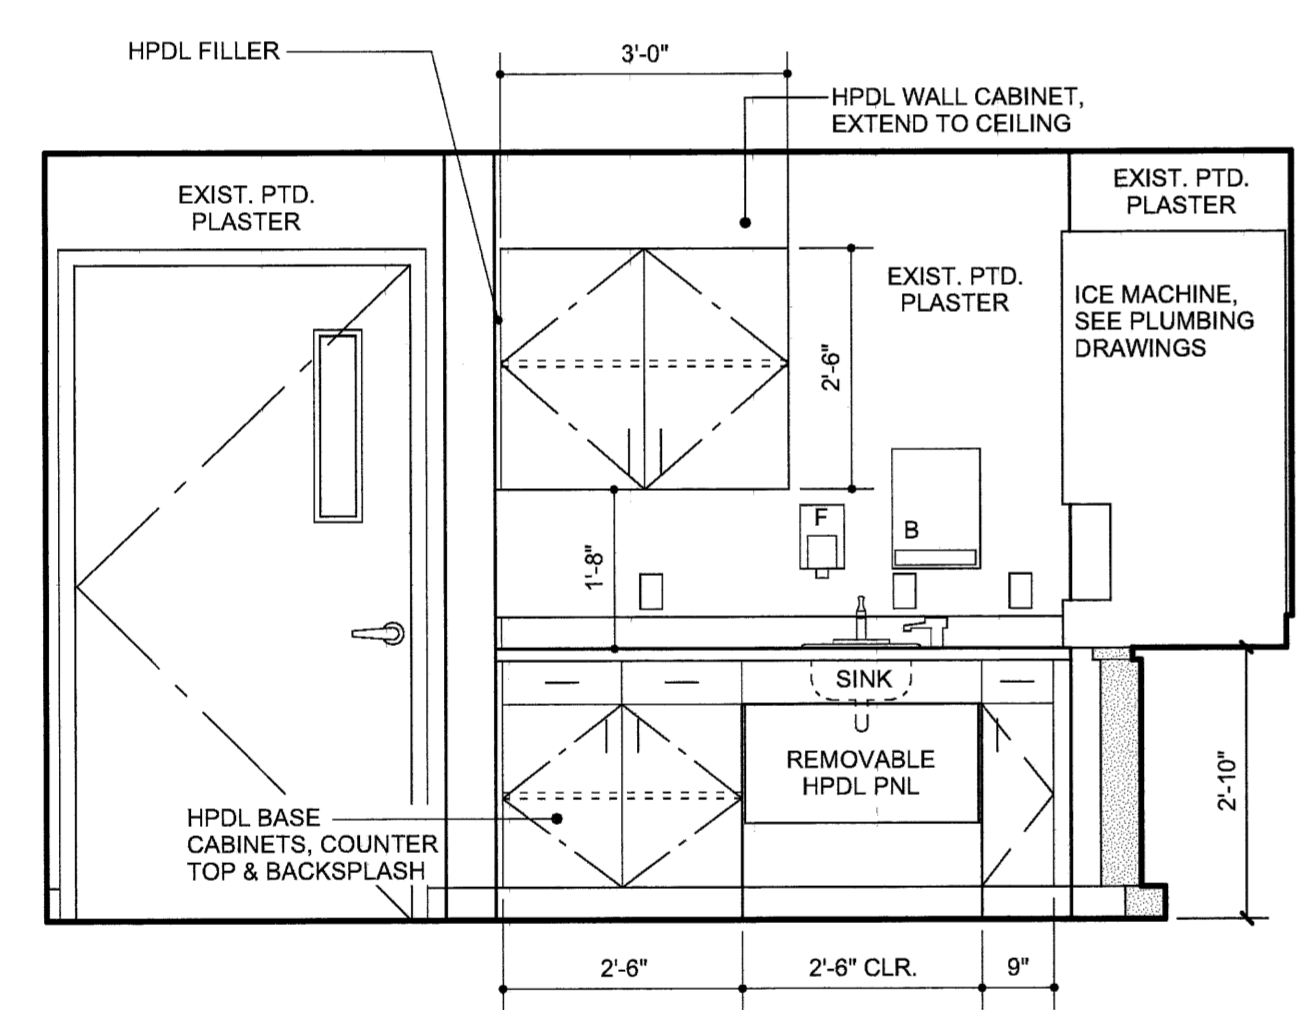 HPDL FILLER
3'-0"
HPDL WALL CABINET,
EXTEND TO CEILING
EXIST. PTD.
PLASTER
EXIST. PTD.
PLASTER
EXIST. PTD.
PLASTER
ICE MACHINE,
SEE PLUMBING
DRAWINGS
2'-6"
F
B
1'-8"
SINK
REMOVABLE
HPDL PNL
2'-10"
HPDL BASE
CABINETS, COUNTER
TOP & BACKSPLASH
2'-6"
2'-6" CLR.
9"